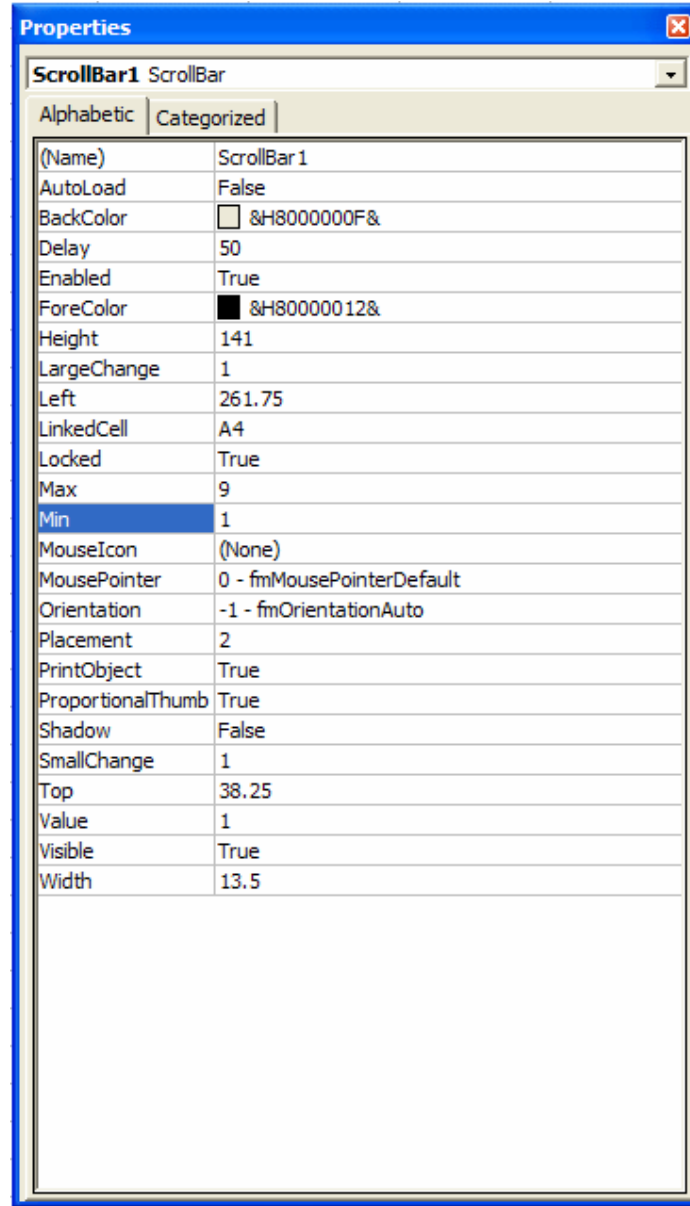 Properties
ScrollBar1 ScrollBar
Alphabetic Categorized
(Name) ScrollBar1
AutoLoad False
BackColor &H8000000F&
Delay 50
Enabled True
ForeColor &H80000012&
Height 141
LargeChange 1
Left 261.75
LinkedCell A4
Locked True
Max 9
Min 1
MouseIcon (None)
MousePointer 0 - fmMousePointerDefault
Orientation -1 - fmOrientationAuto
Placement 2
PrintObject True
ProportionalThumb True
Shadow False
SmallChange 1
Top 38.25
Value 1
Visible True
Width 13.5